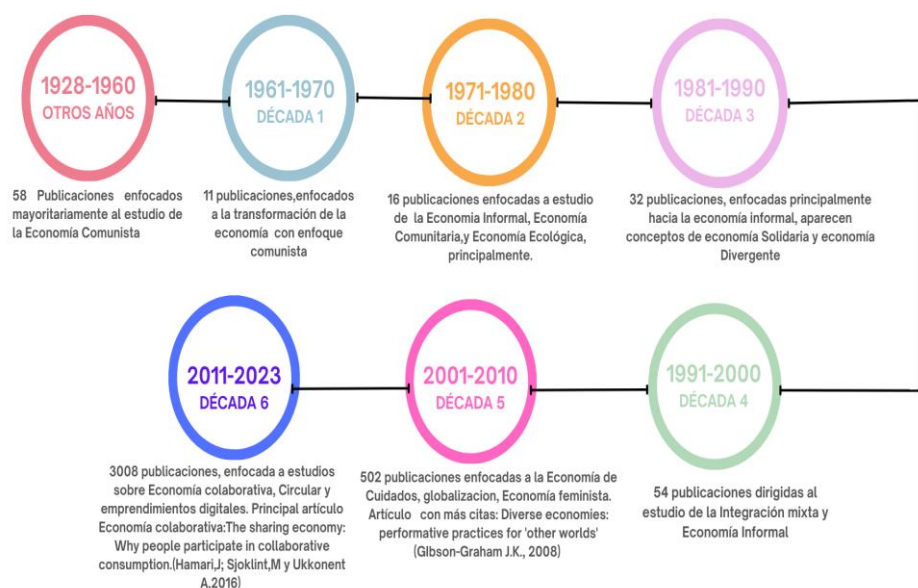 1928-1960
OTROS AÑOS
58 Publicaciones enfocados
mayoritariamente al estudio de
la Economía Comunista
1961-1970
DÉCADA 1
11 publicaciones,enfocados
a la transformación de la
economía con enfoque
comunista
1971-1980
DÉCADA 2
16 publicaciones enfocadas a estudio
de la Economia Informal, Economía
Comunitaria,y Economía Ecológica,
principalmente.
1981-1990
DÉCADA 3
32 publicaciones, enfocadas principalmente
hacia la economía informal, aparecen
conceptos de economía Solidaria y economía
Divergente
2011-2023
DÉCADA 6
3008 publicaciones, enfocada a estudios
sobre Economía colaborativa, Circular y
emprendimientos digitales. Principal artículo
Economía colaborativa:The sharing economy:
Why people participate in collaborative
consumption.(Hamari,J; Sjoklint,M y Ukkonent
A.2016)
2001-2010
DÉCADA 5
502 publicaciones enfocadas a la Economía de
Cuidados, globalizacion, Economía feminista.
Artículo con más citas: Diverse economies:
performative practices for 'other worlds'
(GIbson-Graham J.K., 2008)
1991-2000
DÉCADA 4
54 publicaciones dirigidas al
estudio de la Integración mixta y
Economía Informal